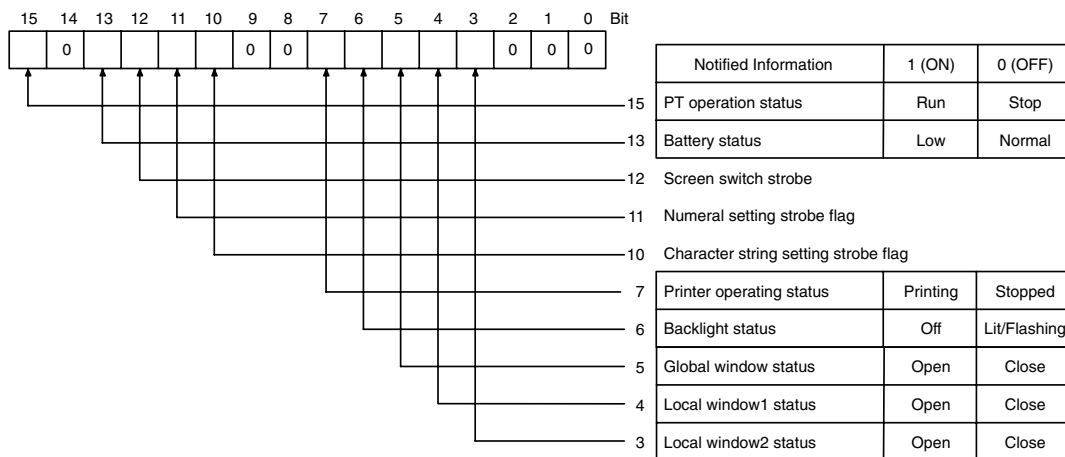 15 14 13 12 11 10 9 8 7 6 5 4 3 2 1 0 Bit
0 0 0 0 0 0
Notified Information 1 (ON) 0 (OFF)
15 PT operation status Run Stop
13 Battery status Low Normal
12 Screen switch strobe
11 Numeral setting strobe flag
10 Character string setting strobe flag
7 Printer operating status Printing Stopped
6 Backlight status Off Lit/Flashing
5 Global window status Open Close
4 Local window1 status Open Close
3 Local window2 status Open Close